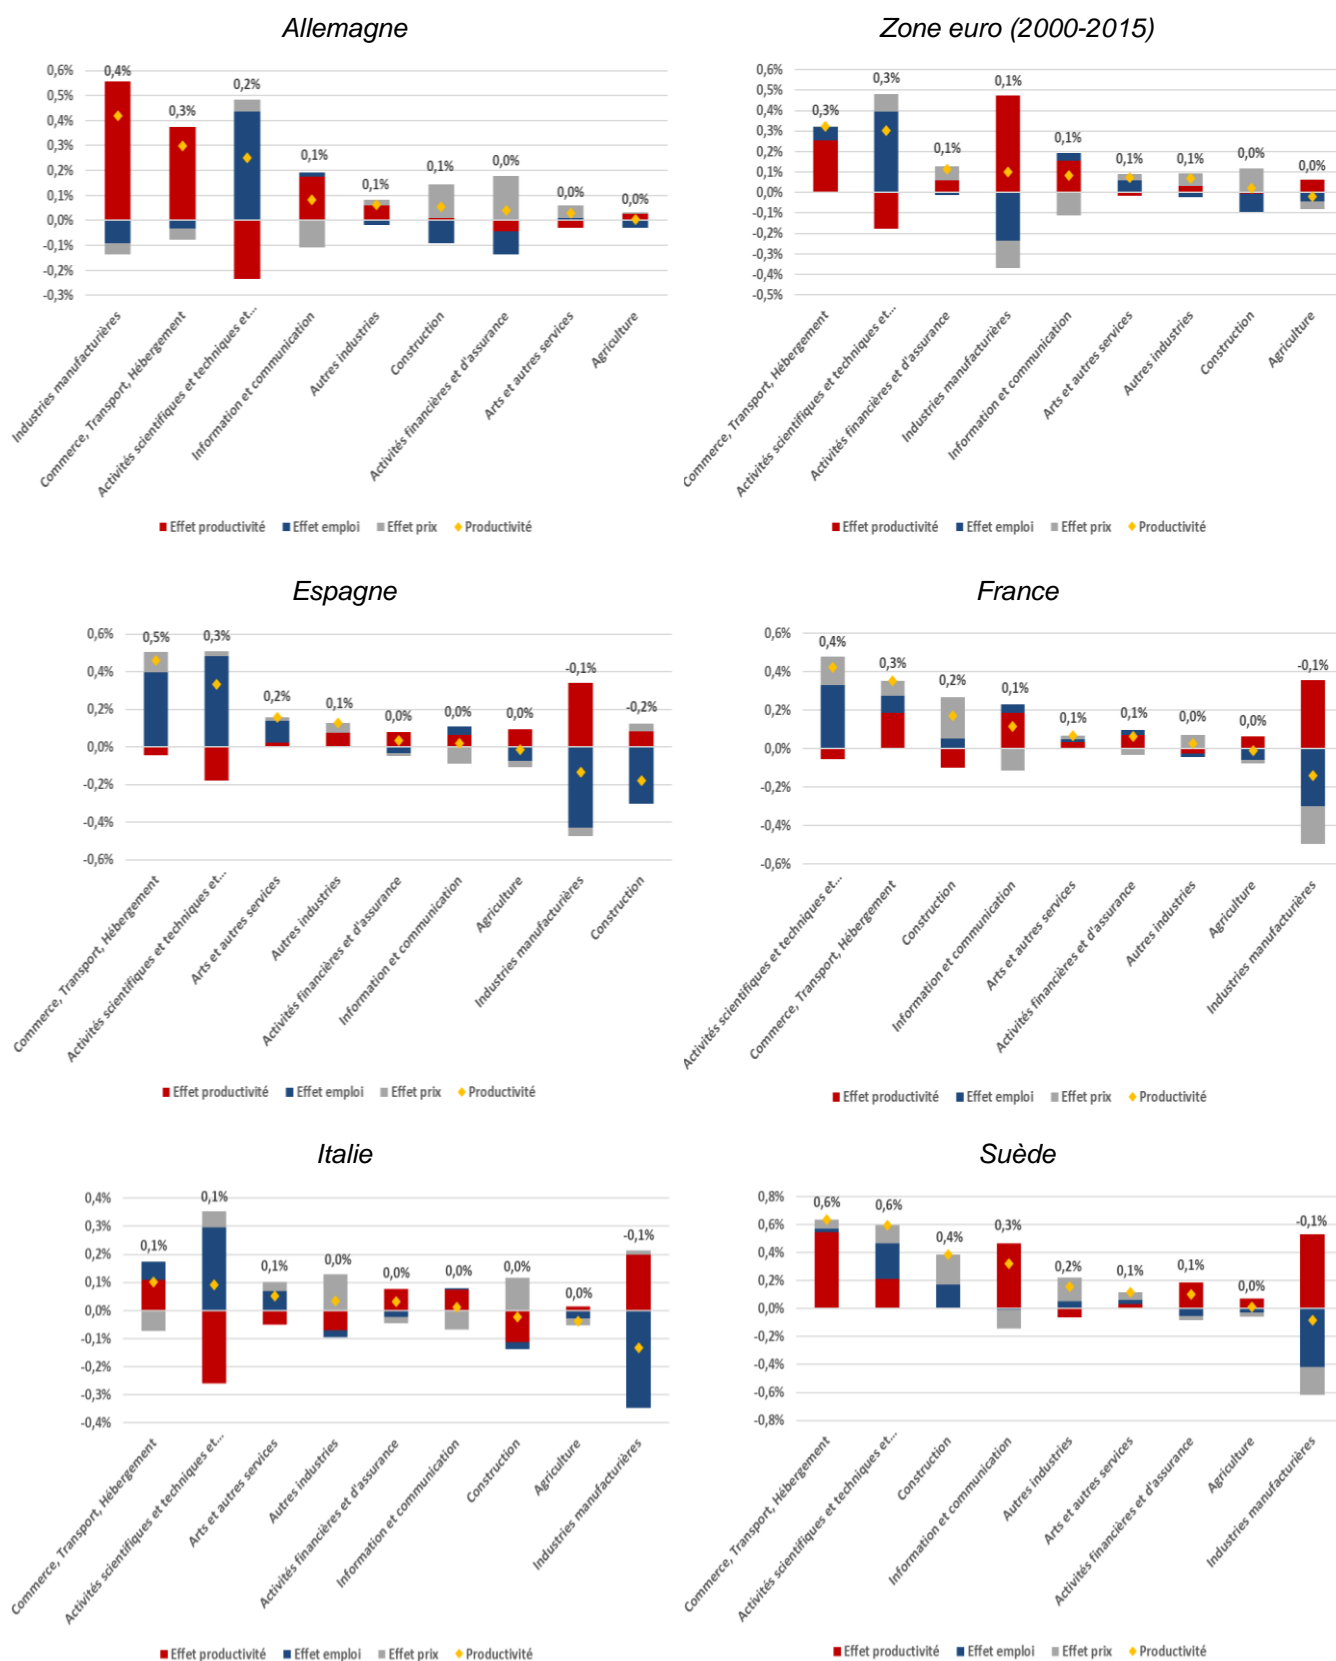 Allemagne
0,6%
0,5%
0,4%
0,3%
0,2%
0,1%
0,0%
-0,1%
-0,2%
-0,3%
0,4%
0,3%
0,2%
0,1%
0,1%
0,1%
0,0%
0,0%
0,0%
Industries manufacturières
Commerce, Transport, Hébergement
Activités scientifiques et techniques et...
Information et communication
Autres industries
Construction
Activités financières et d'assurance
Arts et autres services
Agriculture
Effet productivité Effet emploi Effet prix Productivité
Zone euro (2000-2015)
0,6%
0,5%
0,4%
0,3%
0,2%
0,1%
0,0%
-0,1%
-0,2%
-0,3%
-0,4%
-0,5%
0,3%
0,3%
0,1%
0,1%
0,1%
0,1%
0,1%
0,0%
0,0%
Commerce, Transport, Hébergement
Activités scientifiques et techniques et...
Activités financières et d'assurance
Industries manufacturières
Information et communication
Arts et autres services
Autres industries
Construction
Agriculture
Effet productivité Effet emploi Effet prix Productivité
Espagne
0,6%
0,4%
0,2%
0,0%
-0,2%
-0,4%
-0,6%
0,5%
0,3%
0,2%
0,1%
0,0%
0,0%
0,0%
-0,1%
-0,2%
Commerce, Transport, Hébergement
Activités scientifiques et techniques et...
Arts et autres services
Autres industries
Activités financières et d'assurance
Information et communication
Agriculture
Industries manufacturières
Construction
Effet productivité Effet emploi Effet prix Productivité
France
0,6%
0,4%
0,2%
0,0%
-0,2%
-0,4%
-0,6%
0,4%
0,3%
0,2%
0,1%
0,1%
0,1%
0,0%
0,0%
-0,1%
Activités scientifiques et techniques et...
Commerce, Transport, Hébergement
Construction
Information et communication
Arts et autres services
Activités financières et d'assurance
Autres industries
Agriculture
Industries manufacturières
Effet productivité Effet emploi Effet prix Productivité
Italie
0,4%
0,3%
0,2%
0,1%
0,0%
-0,1%
-0,2%
-0,3%
-0,4%
0,1%
0,1%
0,1%
0,0%
0,0%
0,0%
0,0%
0,0%
-0,1%
Commerce, Transport, Hébergement
Activités scientifiques et techniques et...
Arts et autres services
Autres industries
Activités financières et d'assurance
Information et communication
Construction
Agriculture
Industries manufacturières
Effet productivité Effet emploi Effet prix Productivité
Suède
0,8%
0,6%
0,4%
0,2%
0,0%
-0,2%
-0,4%
-0,6%
-0,8%
0,6%
0,6%
0,4%
0,3%
0,2%
0,1%
0,1%
0,0%
-0,1%
Commerce, Transport, Hébergement
Activités scientifiques et techniques et...
Construction
Information et communication
Autres industries
Arts et autres services
Activités financières et d'assurance
Agriculture
Industries manufacturières
Effet productivité Effet emploi Effet prix Productivité